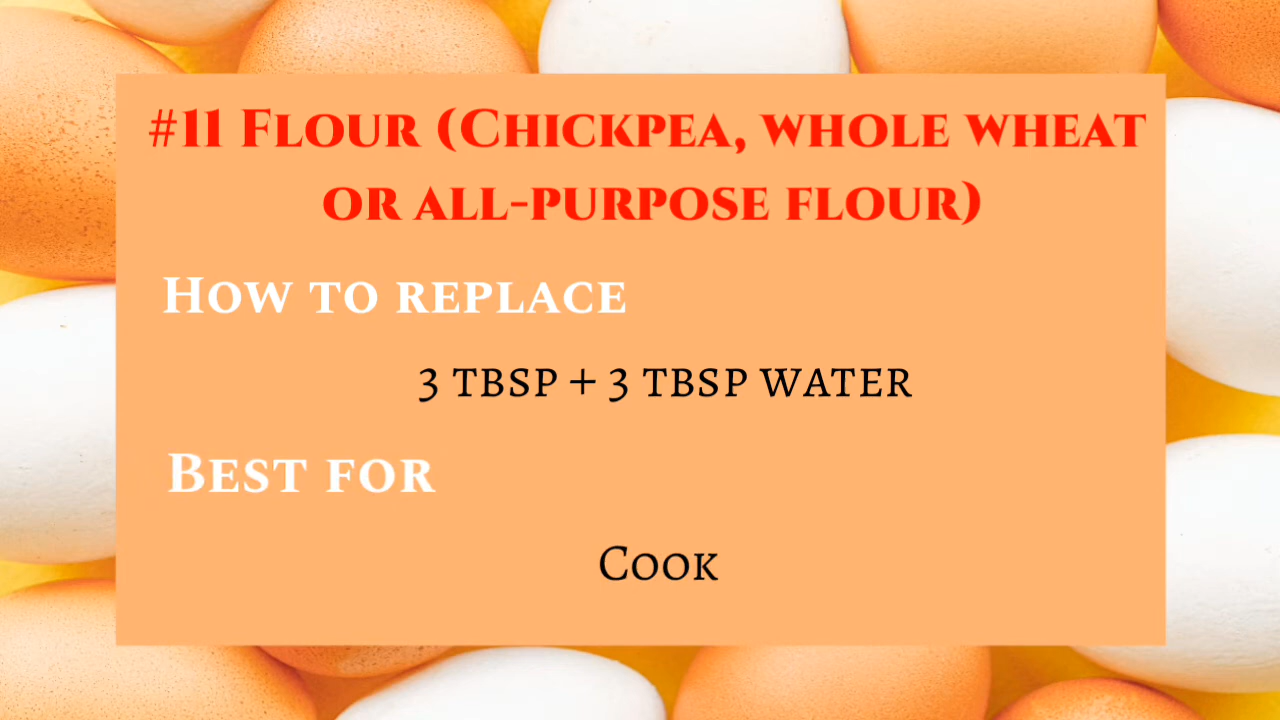 #11 Flour (Chickpea, whole wheat
or all-purpose flour)
How to replace
3 tbsp + 3 tbsp water
Best for
Cook